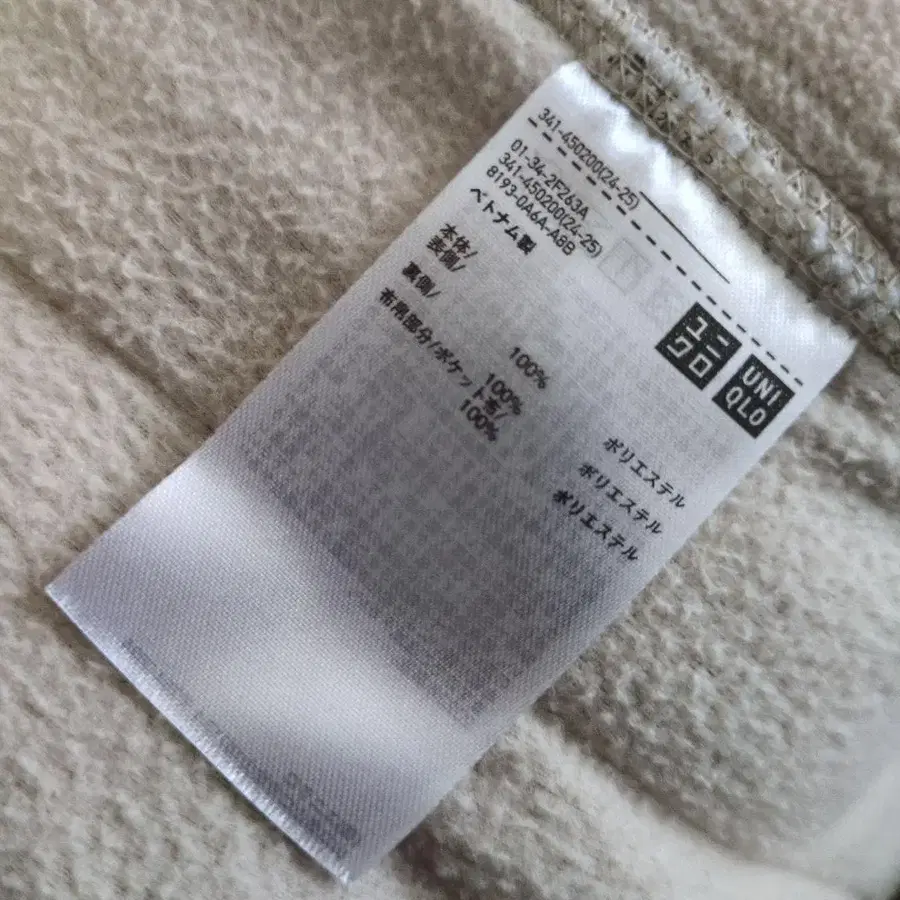 341-450200(24-25)
01-34-2F263A
341-450200(24-25)
8193-0A6A-A8B
ベトナム製
本体/
表側/
100% ポリエステル
裏側/
100% ポリエステル
布帛部分/ポケット等/
100% ポリエステル
ユニ
クロ
UNI
QLO